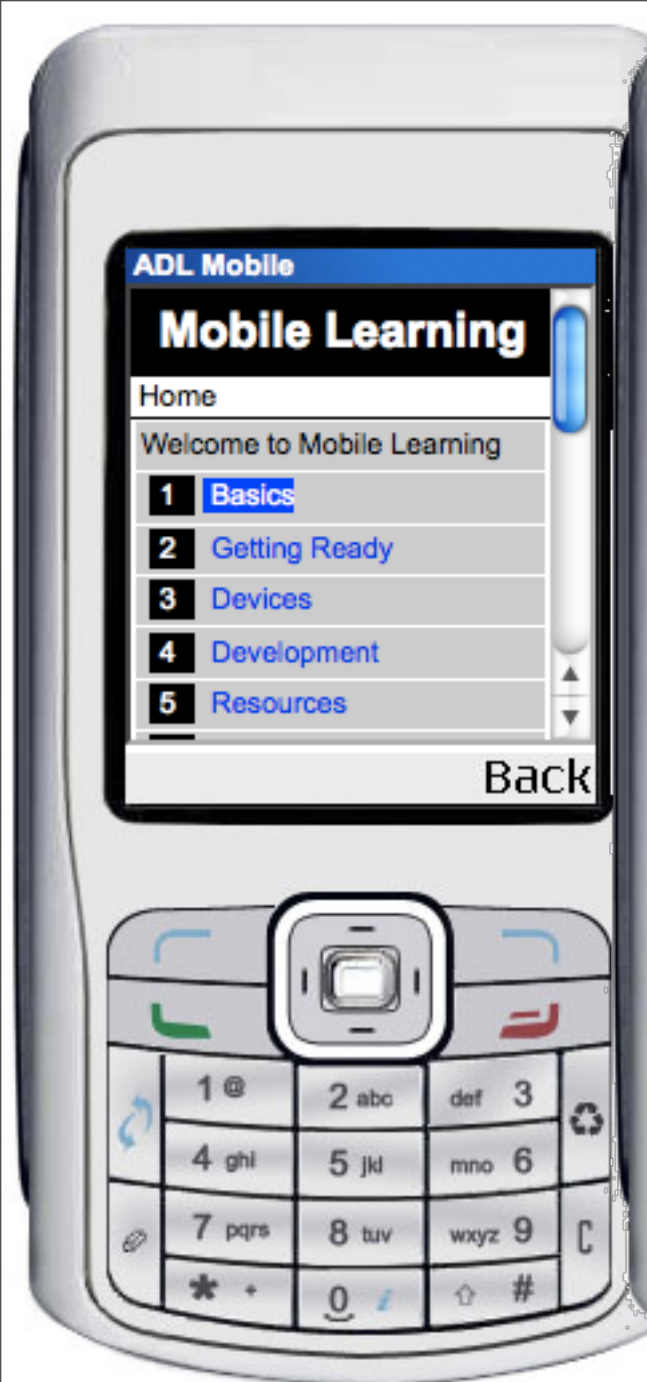 ADL Mobile
Mobile Learning
Home
Welcome to Mobile Learning
1 Basics
2 Getting Ready
3 Devices
4 Development
5 Resources
Back
1 @ 2 abc def 3
4 ghi 5 jkl mno 6
7 pqrs 8 tuv wxyz 9 C
* + 0 i #